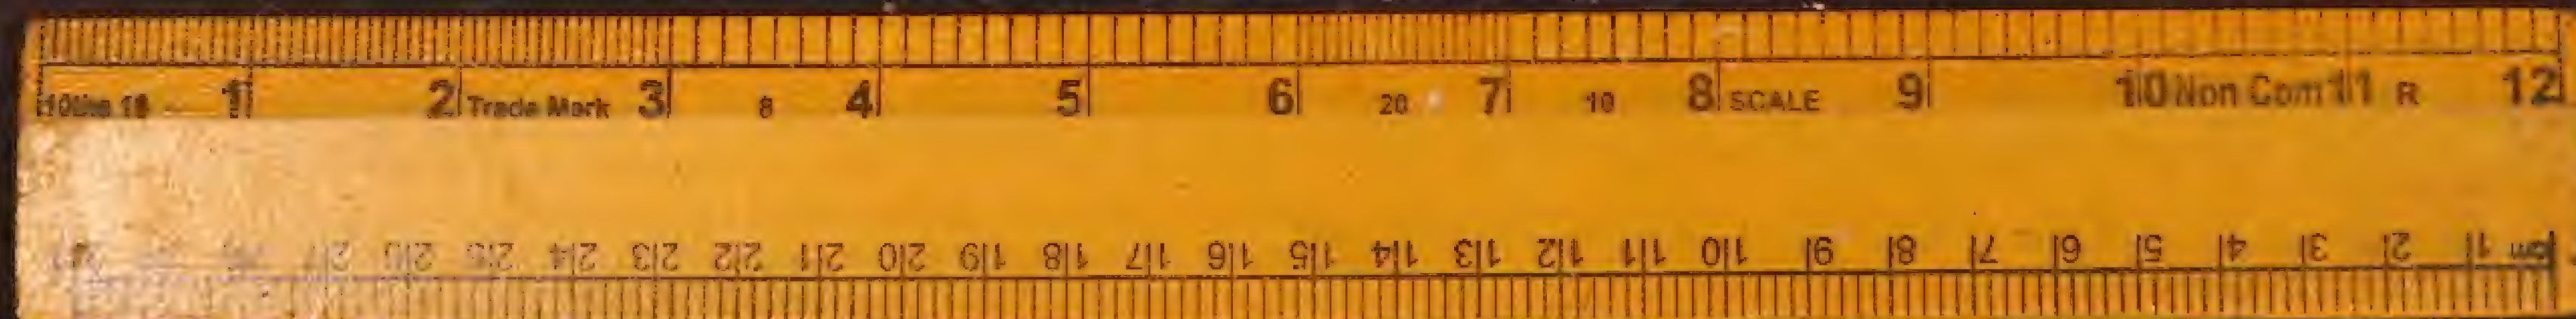 10ths 16 1 2 Trade Mark 3 8 4 5 6 20 7 10 8 SCALE 9 10 Non Com 11 R 12
cm 1 2 3 4 5 6 7 8 9 10 11 12 13 14 15 16 17 18 19 20 21 22 23 24 25 26 27